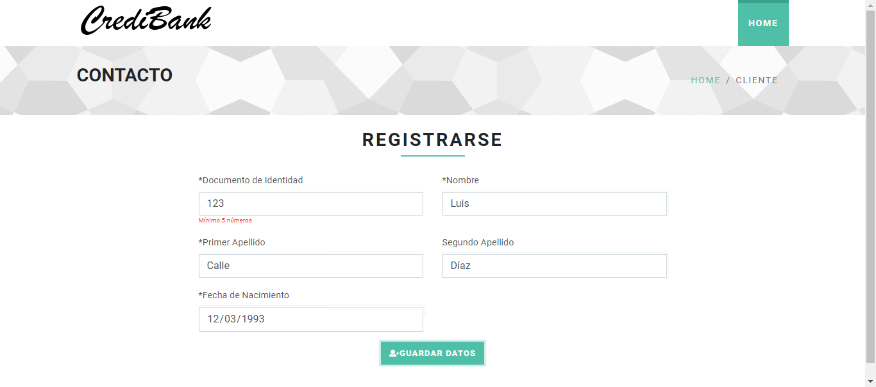 CrediBank
HOME
CONTACTO
HOME / CLIENTE
REGISTRARSE
*Documento de Identidad
*Nombre
123
Luis
Mínimo 5 números
*Primer Apellido
Segundo Apellido
Calle
Díaz
*Fecha de Nacimiento
12/03/1993
GUARDAR DATOS